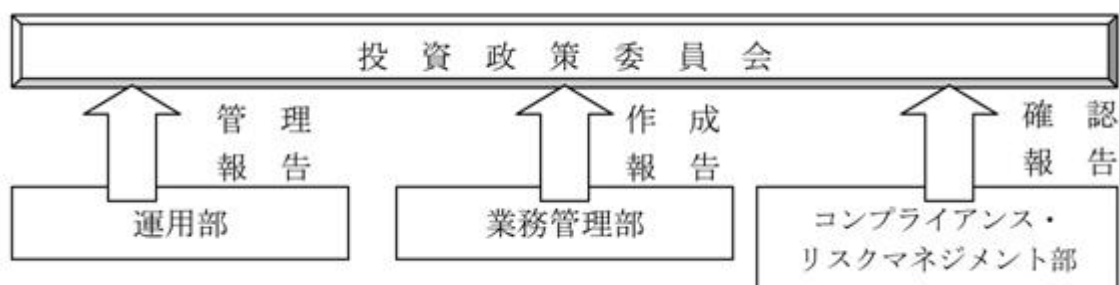 投資政策委員会
管理
報告
作成
報告
確認
報告
運用部
業務管理部
コンプライアンス・
リスクマネジメント部